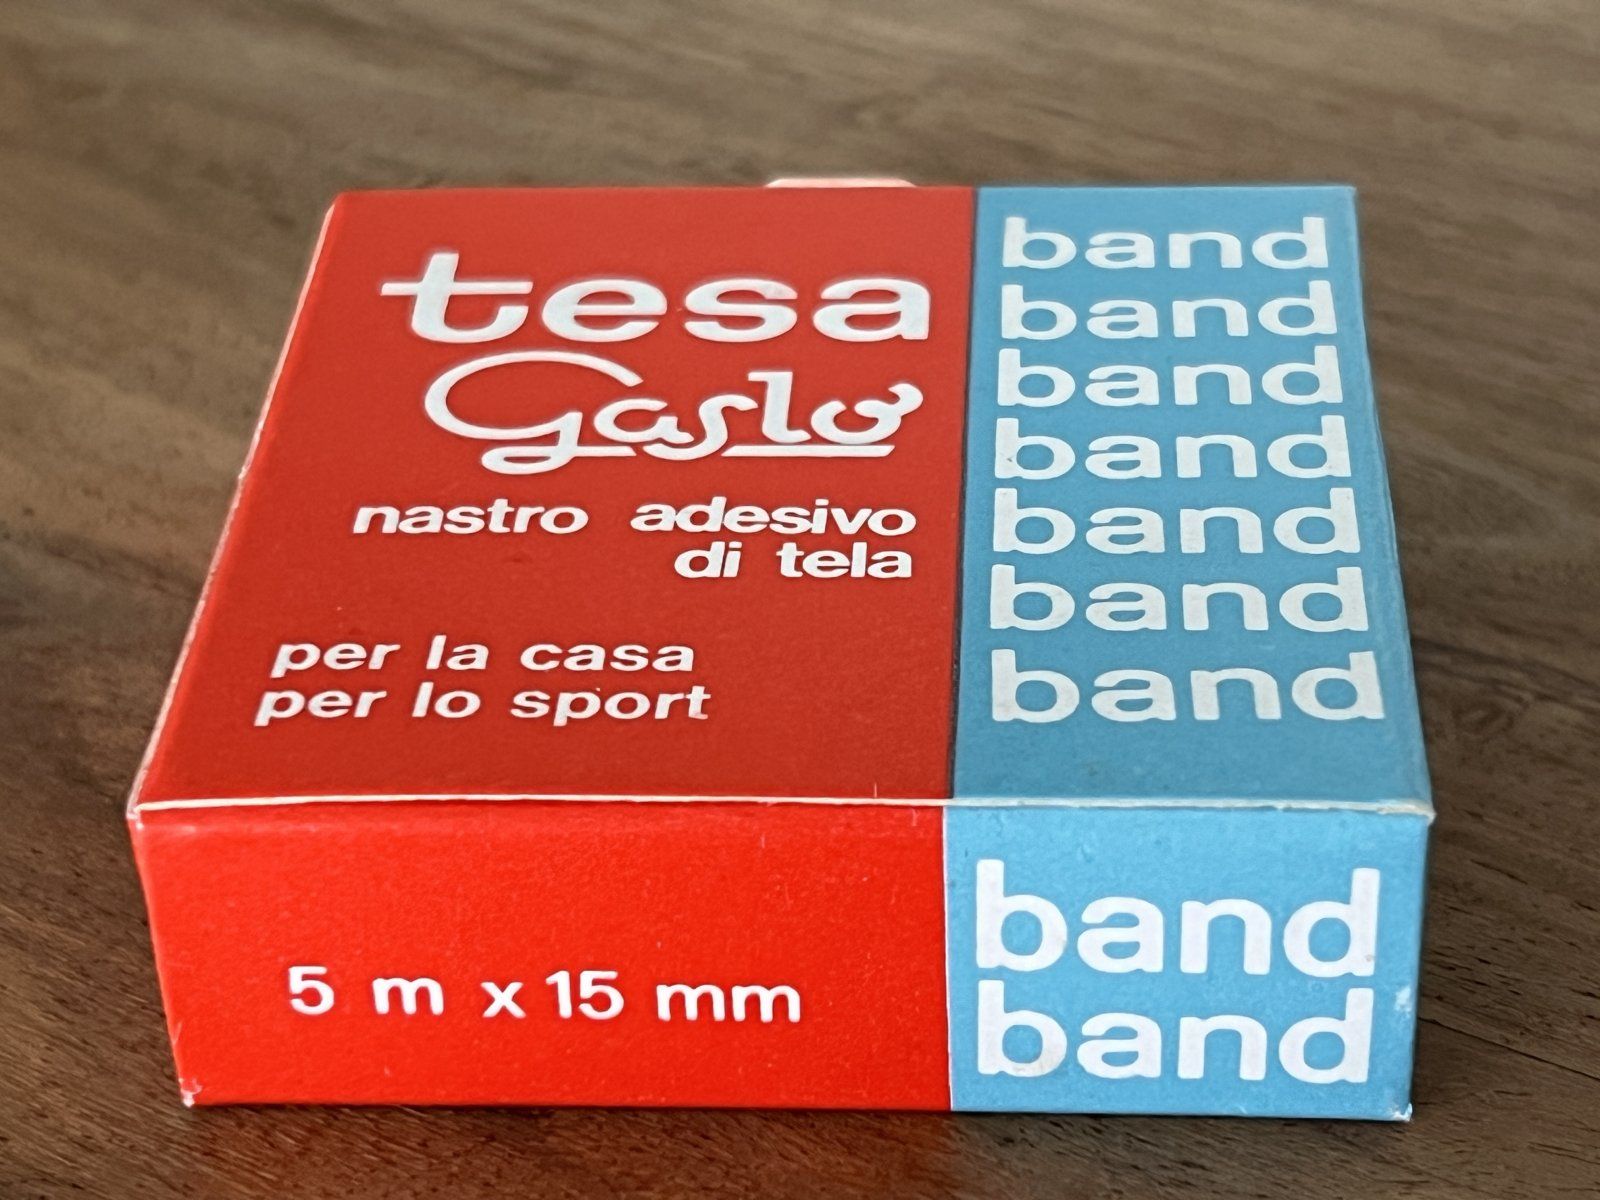 tesa
Gaslo
nastro adesivo
di tela
per la casa
per lo sport
band
band
band
band
band
band
band
5 m x 15 mm
band
band